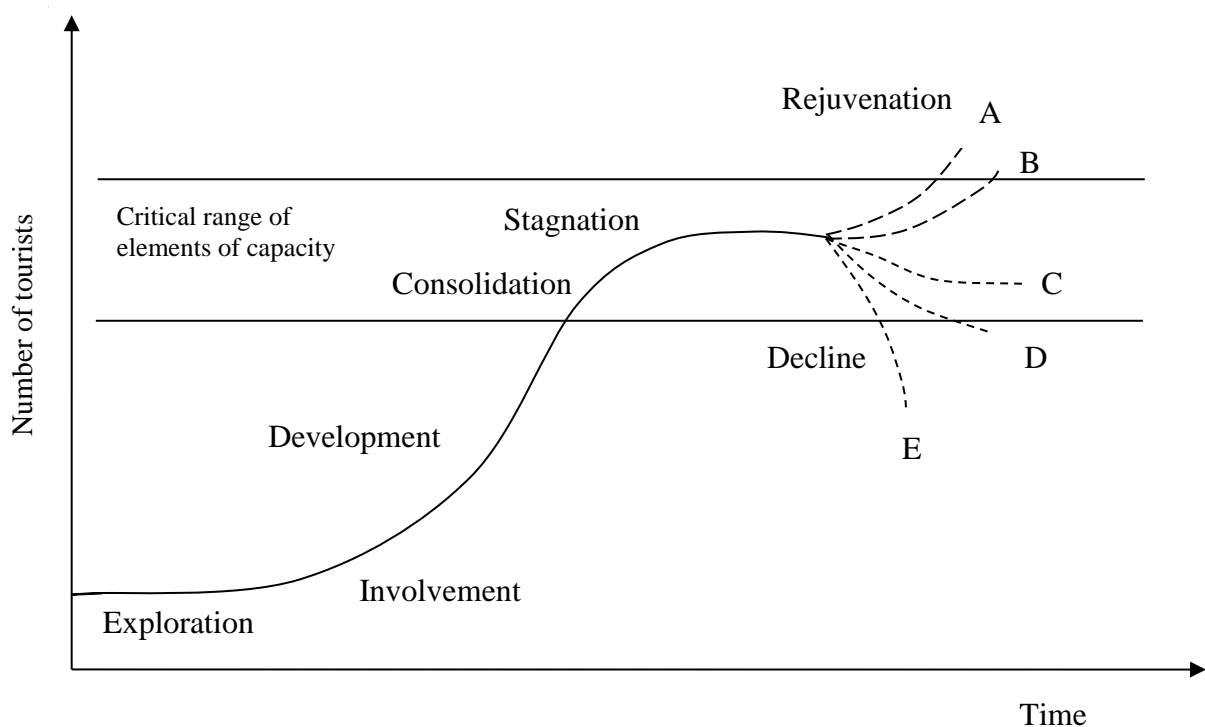 Rejuvenation
A
B
Critical range of
elements of capacity
Stagnation
Consolidation
C
Decline
D
Development
E
Involvement
Exploration
Number of tourists
Time